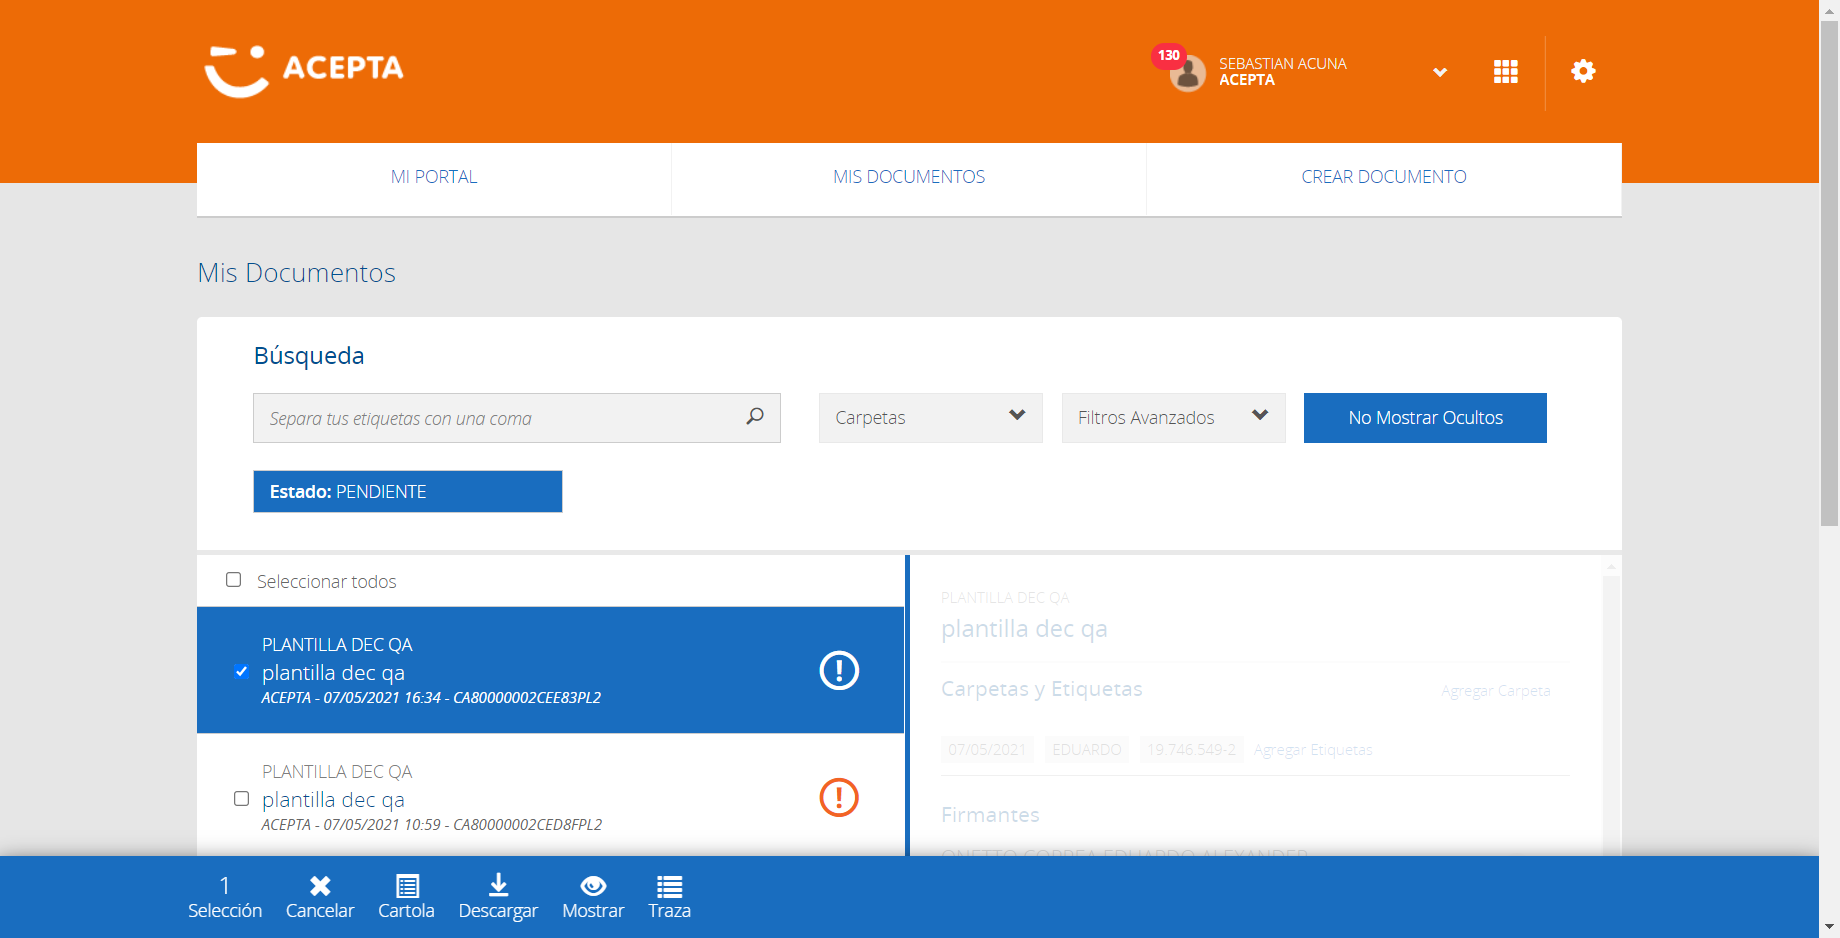 ACEPTA
130
SEBASTIAN ACUNA
ACEPTA
MI PORTAL
MIS DOCUMENTOS
CREAR DOCUMENTO
Mis Documentos
Búsqueda
Separa tus etiquetas con una coma
Carpetas
Filtros Avanzados
No Mostrar Ocultos
Estado: PENDIENTE
Seleccionar todos
PLANTILLA DEC QA
plantilla dec qa
ACEPTA - 07/05/2021 16:34 - CA80000002CEE83PL2
PLANTILLA DEC QA
plantilla dec qa
ACEPTA - 07/05/2021 10:59 - CA80000002CED8FPL2
PLANTILLA DEC QA
plantilla dec qa
Carpetas y Etiquetas
Agregar Carpeta
07/05/2021 EDUARDO 19.746.549-2 Agregar Etiquetas
Firmantes
ONETTO CORREA EDUARDO ALEXANDER
1
Selección
Cancelar
Cartola
Descargar
Mostrar
Traza